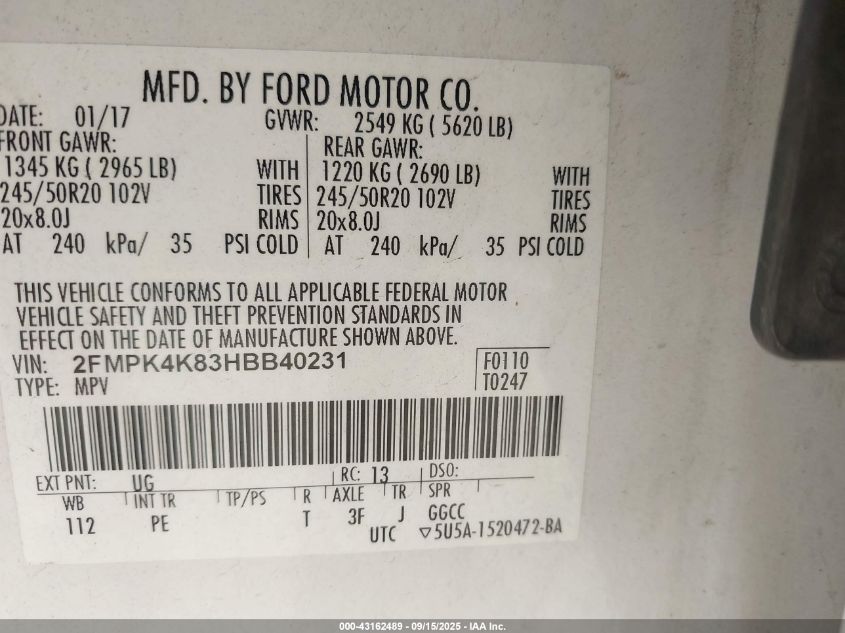 MFD. BY FORD MOTOR CO.
DATE: 01/17 GVWR: 2549 KG ( 5620 LB)
FRONT GAWR: REAR GAWR:
1345 KG ( 2965 LB) WITH 1220 KG ( 2690 LB) WITH
245/50R20 102V TIRES 245/50R20 102V TIRES
20x8.0J RIMS 20x8.0J RIMS
AT 240 kPa/ 35 PSI COLD AT 240 kPa/ 35 PSI COLD
THIS VEHICLE CONFORMS TO ALL APPLICABLE FEDERAL MOTOR
VEHICLE SAFETY AND THEFT PREVENTION STANDARDS IN
EFFECT ON THE DATE OF MANUFACTURE SHOWN ABOVE.
VIN: 2FMPK4K83HBB40231 F0110
TYPE: MPV T0247
EXT PNT: UG RC: 13 DSO:
WB INT TR TP/PS R AXLE TR SPR
112 PE T 3F J GGCC
UTC ▽5U5A-1520472-BA
000-43162489 - 09/15/2025 - IAA Inc.